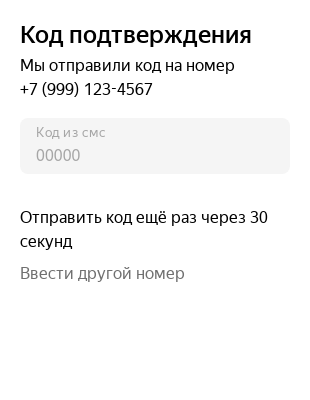 Код подтверждения
Мы отправили код на номер
+7 (999) 123-4567
Код из смс
00000
Отправить код ещё раз через 30
секунд
Ввести другой номер